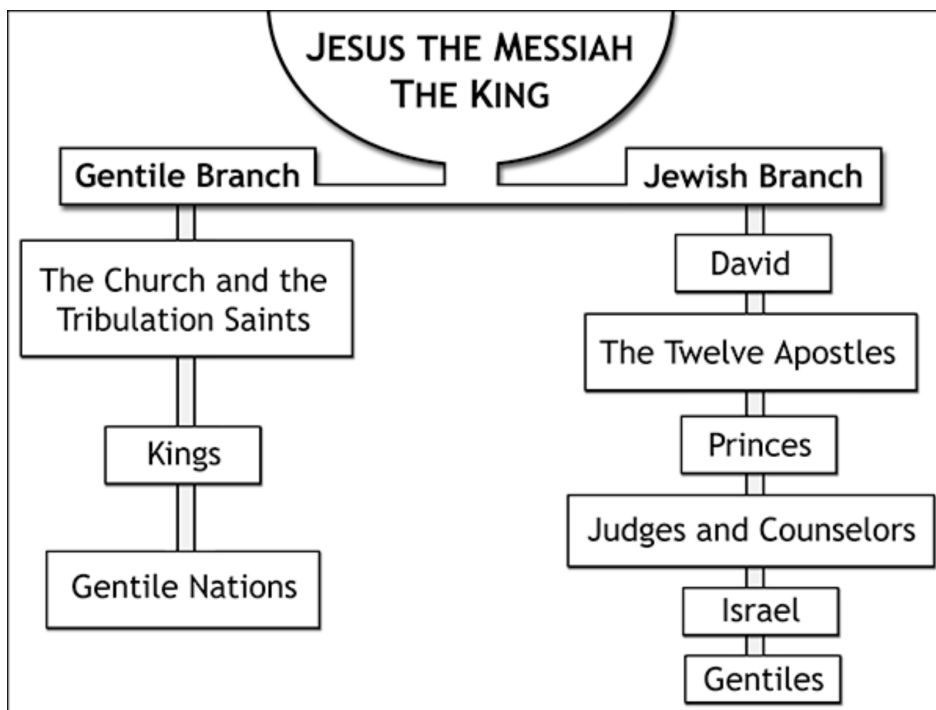 JESUS THE MESSIAH
THE KING
Gentile Branch
The Church and the
Tribulation Saints
Kings
Gentile Nations
Jewish Branch
David
The Twelve Apostles
Princes
Judges and Counselors
Israel
Gentiles